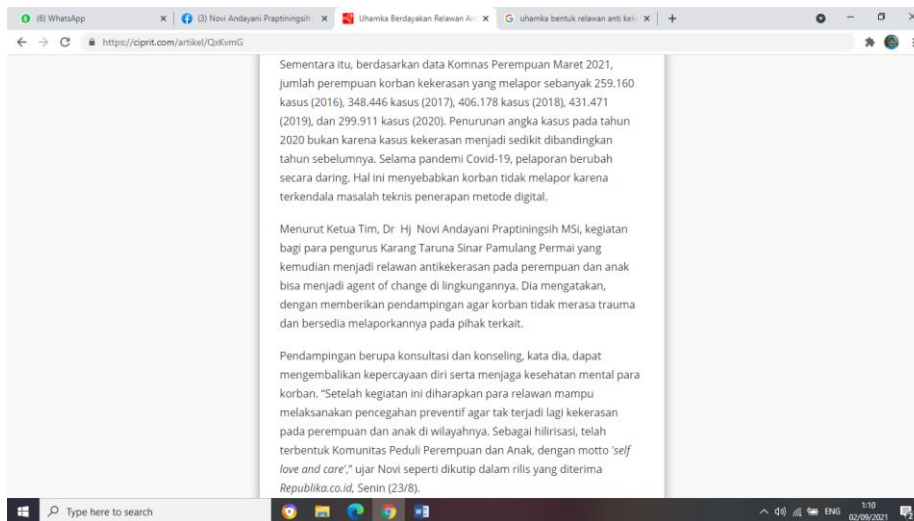 (6) WhatsApp
(3) Novi Andayani Praptiningsih
Uhamka Berdayakan Relawan An
uhamka bentuk relawan anti kek
https://ciprit.com/artikel/QxKvmG
Sementara itu, berdasarkan data Komnas Perempuan Maret 2021,
jumlah perempuan korban kekerasan yang melapor sebanyak 259.160
kasus (2016), 348.446 kasus (2017), 406.178 kasus (2018), 431.471
(2019), dan 299.911 kasus (2020). Penurunan angka kasus pada tahun
2020 bukan karena kasus kekerasan menjadi sedikit dibandingkan
tahun sebelumnya. Selama pandemi Covid-19, pelaporan berubah
secara daring. Hal ini menyebabkan korban tidak melapor karena
terkendala masalah teknis penerapan metode digital.
Menurut Ketua Tim, Dr Hj Novi Andayani Praptiningsih MSi, kegiatan
bagi para pengurus Karang Taruna Sinar Pamulang Permai yang
kemudian menjadi relawan antikekerasan pada perempuan dan anak
bisa menjadi agent of change di lingkungannya. Dia mengatakan,
dengan memberikan pendampingan agar korban tidak merasa trauma
dan bersedia melaporkannya pada pihak terkait.
Pendampingan berupa konsultasi dan konseling, kata dia, dapat
mengembalikan kepercayaan diri serta menjaga kesehatan mental para
korban. “Setelah kegiatan ini diharapkan para relawan mampu
melaksanakan pencegahan preventif agar tak terjadi lagi kekerasan
pada perempuan dan anak di wilayahnya. Sebagai hilirisasi, telah
terbentuk Komunitas Peduli Perempuan dan Anak, dengan motto 'self
love and care',” ujar Novi seperti dikutip dalam rilis yang diterima
Republika.co.id, Senin (23/8).
Type here to search
ENG
1:10
02/09/2021